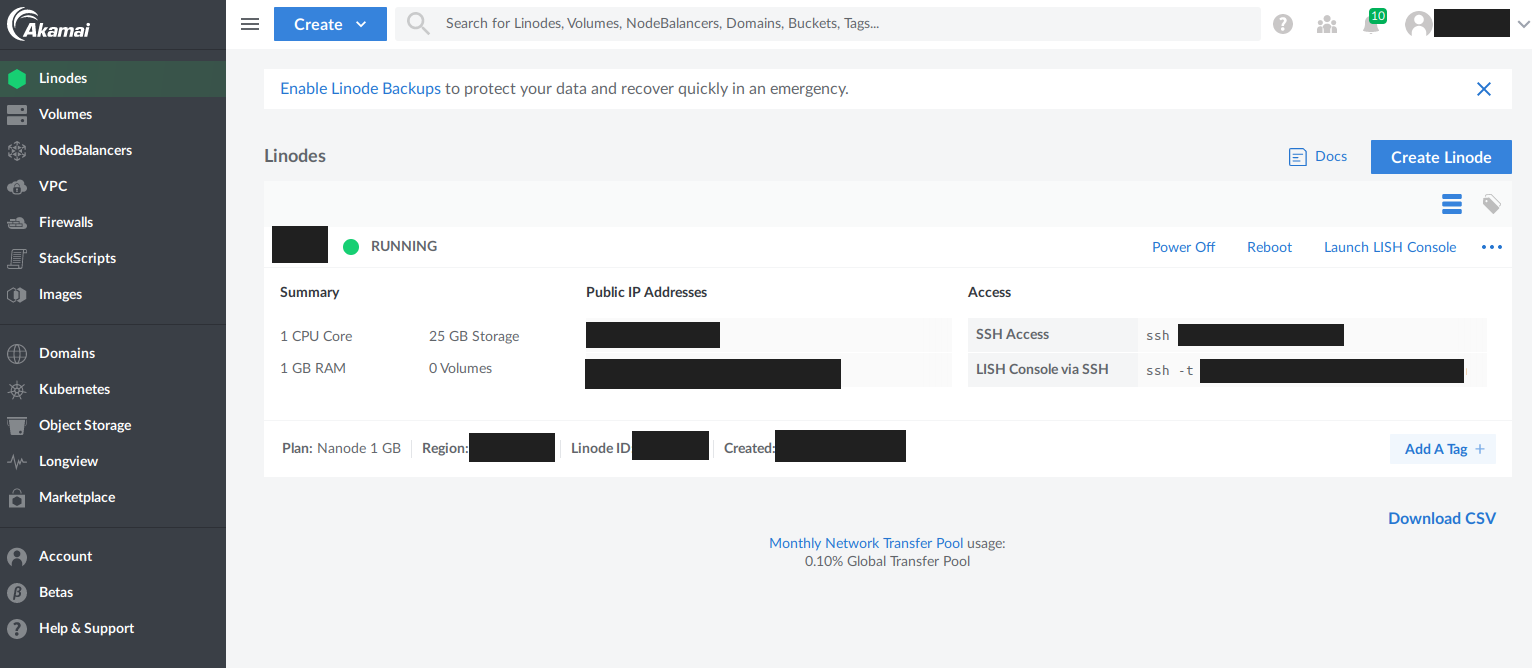 Akamai
Create
Search for Linodes, Volumes, NodeBalancers, Domains, Buckets, Tags...
?
10
Linodes
Volumes
NodeBalancers
VPC
Firewalls
StackScripts
Images
Domains
Kubernetes
Object Storage
Longview
Marketplace
Account
β
Betas
?
Help & Support
Enable Linode Backups to protect your data and recover quickly in an emergency.
Linodes
Docs
Create Linode
RUNNING
Power Off
Reboot
Launch LISH Console
Summary
Public IP Addresses
Access
1 CPU Core
25 GB Storage
1 GB RAM
0 Volumes
SSH Access
ssh
LISH Console via SSH
ssh -t
Plan: Nanode 1 GB
Region:
Linode ID
Created:
Add A Tag +
Download CSV
Monthly Network Transfer Pool usage:
0.10% Global Transfer Pool